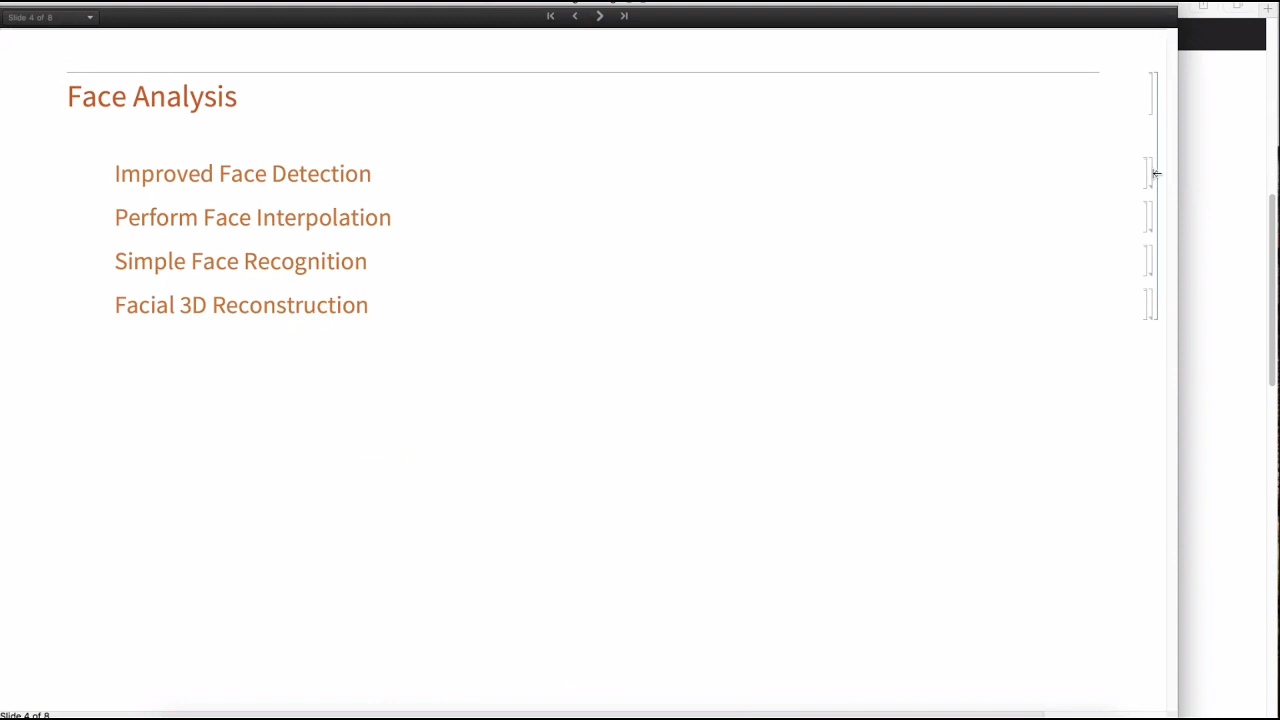 Slide 4 of 8
Face Analysis
Improved Face Detection
Perform Face Interpolation
Simple Face Recognition
Facial 3D Reconstruction
Slide 4 of 8